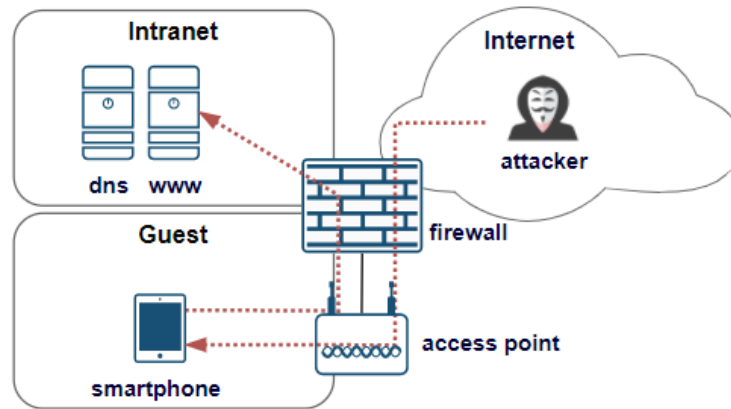 Intranet
Internet
dns www
attacker
firewall
Guest
access point
smartphone